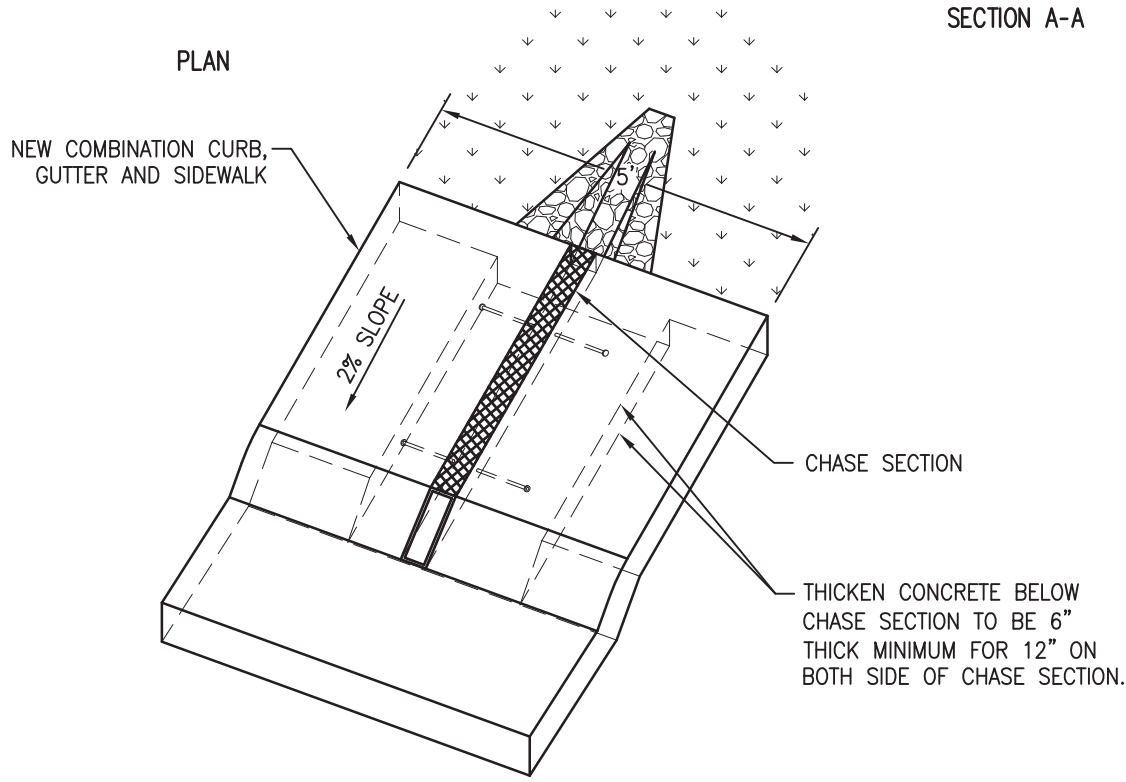 SECTION A-A
PLAN
NEW COMBINATION CURB,
GUTTER AND SIDEWALK
5'
2% SLOPE
CHASE SECTION
THICKEN CONCRETE BELOW
CHASE SECTION TO BE 6"
THICK MINIMUM FOR 12" ON
BOTH SIDE OF CHASE SECTION.